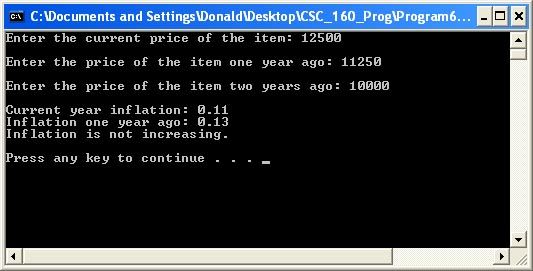 C:\Documents and Settings\Donald\Desktop\CSC_160_Prog\Program6...
Enter the current price of the item: 12500
Enter the price of the item one year ago: 11250
Enter the price of the item two years ago: 10000
Current year inflation: 0.11
Inflation one year ago: 0.13
Inflation is not increasing.
Press any key to continue . . . _